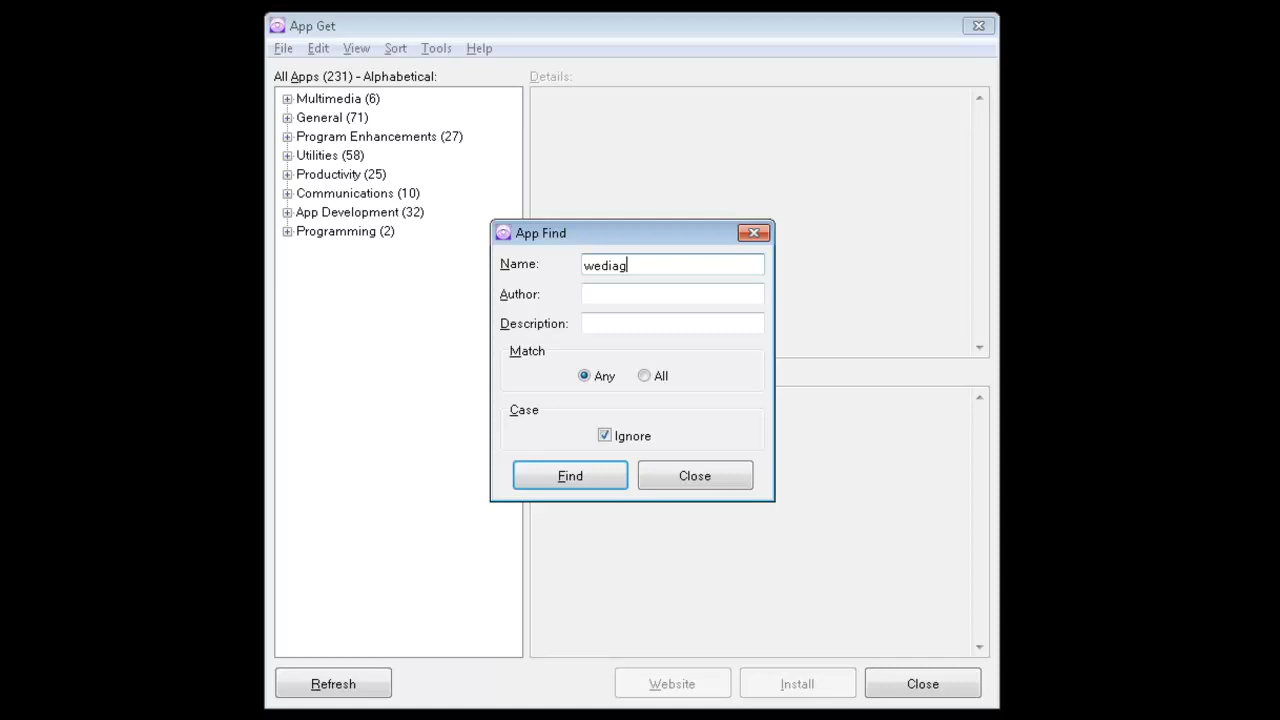 App Get
File Edit View Sort Tools Help
All Apps (231) - Alphabetical:
Details:
Multimedia (6)
General (71)
Program Enhancements (27)
Utilities (58)
Productivity (25)
Communications (10)
App Development (32)
Programming (2)
App Find
Name: wediag
Author:
Description:
Match
Any All
Case
Ignore
Find Close
Refresh Website Install Close